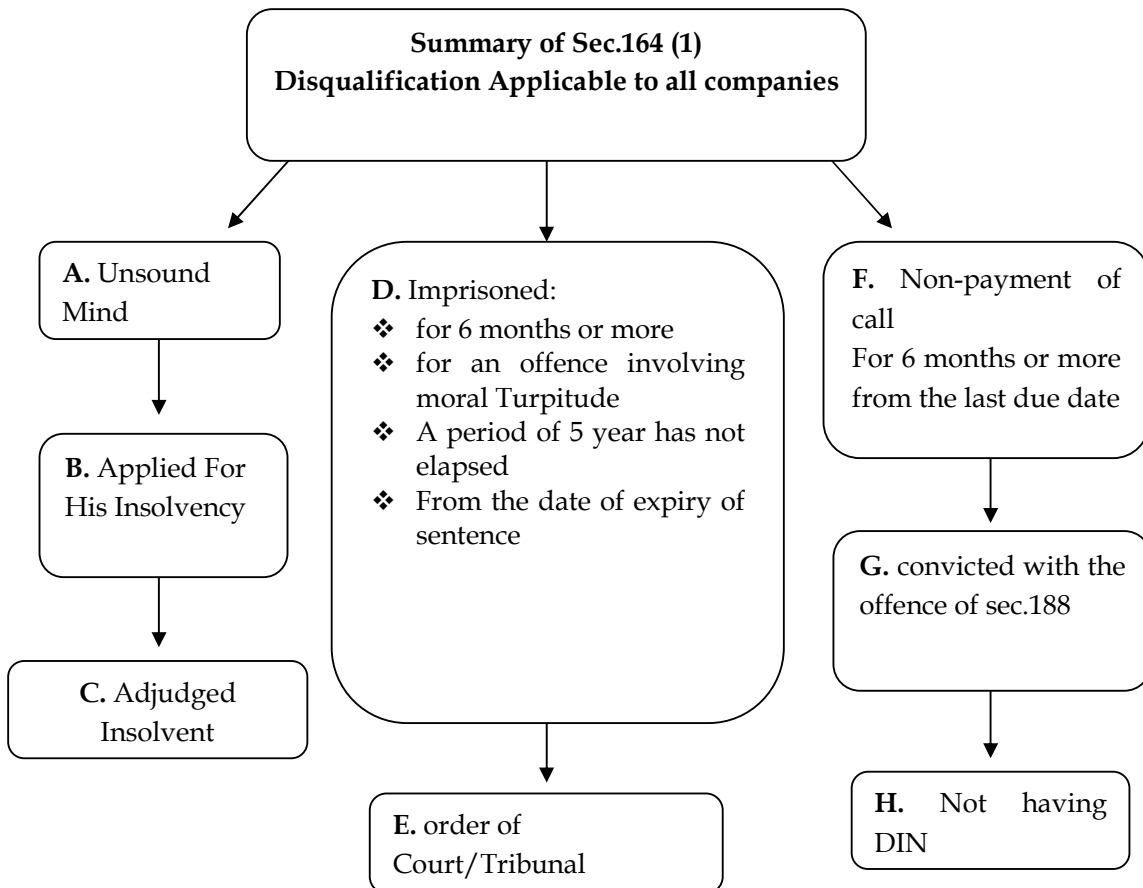 Summary of Sec.164 (1)
Disqualification Applicable to all companies
A. Unsound
Mind
B. Applied For
His Insolvency
C. Adjudged
Insolvent
D. Imprisoned:
❖ for 6 months or more
❖ for an offence involving
moral Turpitude
❖ A period of 5 year has not
elapsed
❖ From the date of expiry of
sentence
E. order of
Court/Tribunal
F. Non-payment of
call
For 6 months or more
from the last due date
G. convicted with the
offence of sec.188
H. Not having
DIN